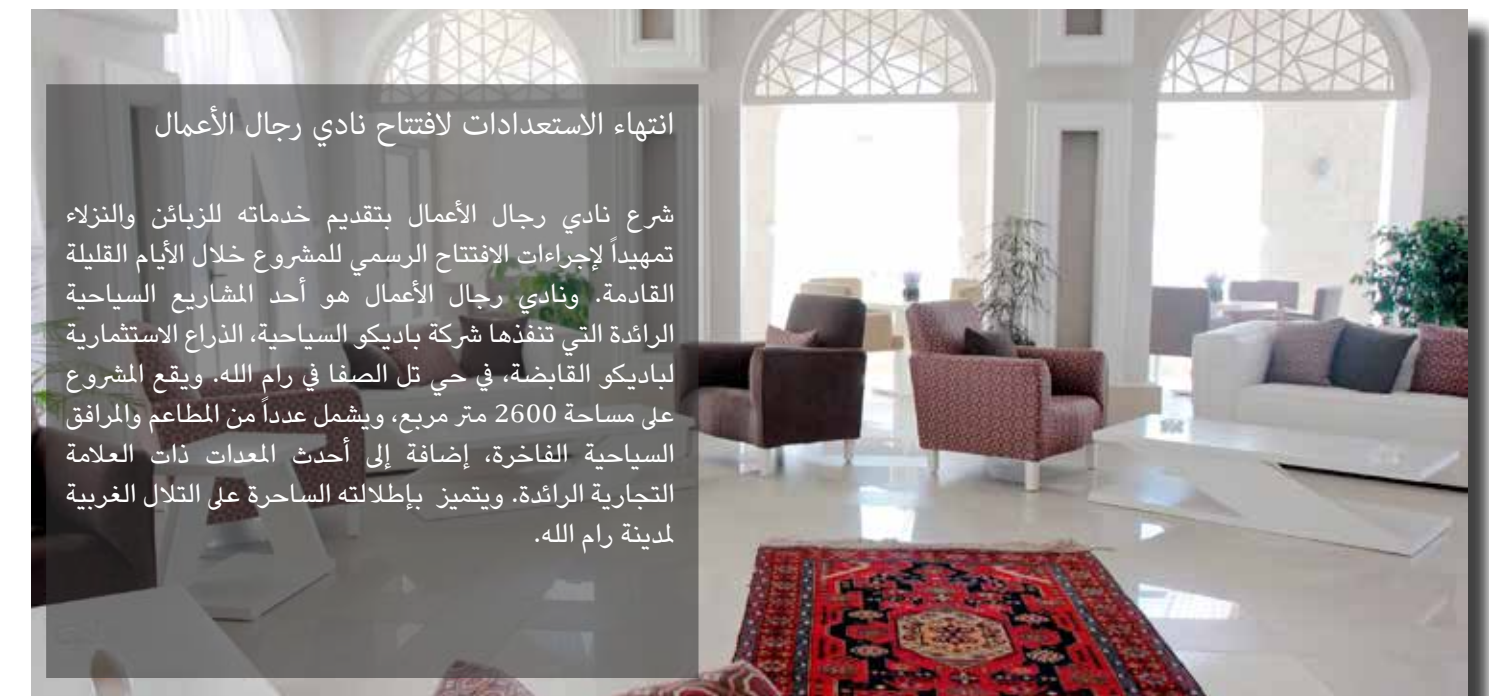 انتهاء الاستعدادات لافتتاح نادي رجال الأعمال
شرع نادي رجال الأعمال بتقديم خدماته للزبائن والنزلاء
تمهيداً لإجراءات الافتتاح الرسمي للمشروع خلال الأيام القليلة
القادمة. ونادي رجال الأعمال هو أحد المشاريع السياحية
الرائدة التي تنفذها شركة باديكو السياحية، الذراع الاستثمارية
لباديكو القابضة، في حي تل الصفا في رام الله. ويقع المشروع
على مساحة 2600 متر مربع، ويشمل عدداً من المطاعم والمرافق
السياحية الفاخرة، إضافة إلى أحدث المعدات ذات العلامة
التجارية الرائدة. ويتميز بإطلالته الساحرة على التلال الغربية
لمدينة رام الله.